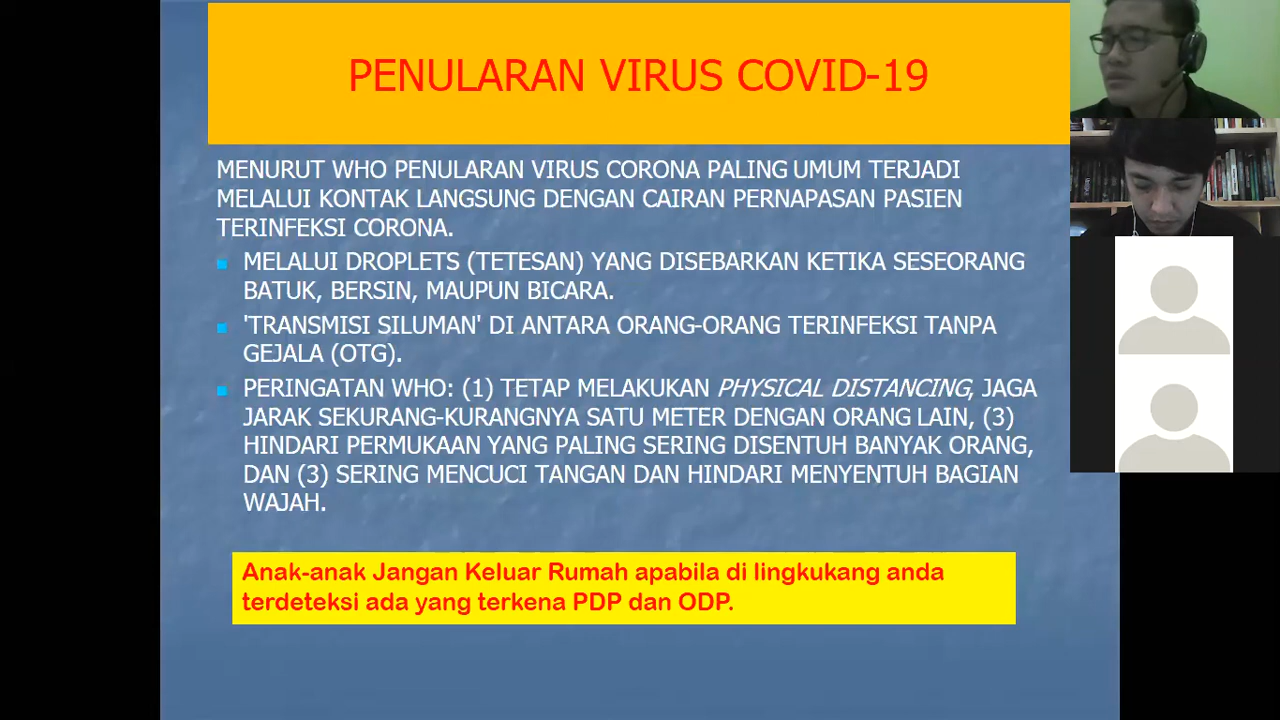 PENULARAN VIRUS COVID-19
MENURUT WHO PENULARAN VIRUS CORONA PALING UMUM TERJADI
MELALUI KONTAK LANGSUNG DENGAN CAIRAN PERNAPASAN PASIEN
TERINFEKSI CORONA.
MELALUI DROPLETS (TETESAN) YANG DISEBARKAN KETIKA SESEORANG
BATUK, BERSIN, MAUPUN BICARA.
'TRANSMISI SILUMAN' DI ANTARA ORANG-ORANG TERINFEKSI TANPA
GEJALA (OTG).
PERINGATAN WHO: (1) TETAP MELAKUKAN PHYSICAL DISTANCING, JAGA
JARAK SEKURANG-KURANGNYA SATU METER DENGAN ORANG LAIN, (3)
HINDARI PERMUKAAN YANG PALING SERING DISENTUH BANYAK ORANG,
DAN (3) SERING MENCUCI TANGAN DAN HINDARI MENYENTUH BAGIAN
WAJAH.
Anak-anak Jangan Keluar Rumah apabila di lingkukang anda
terdeteksi ada yang terkena PDP dan ODP.